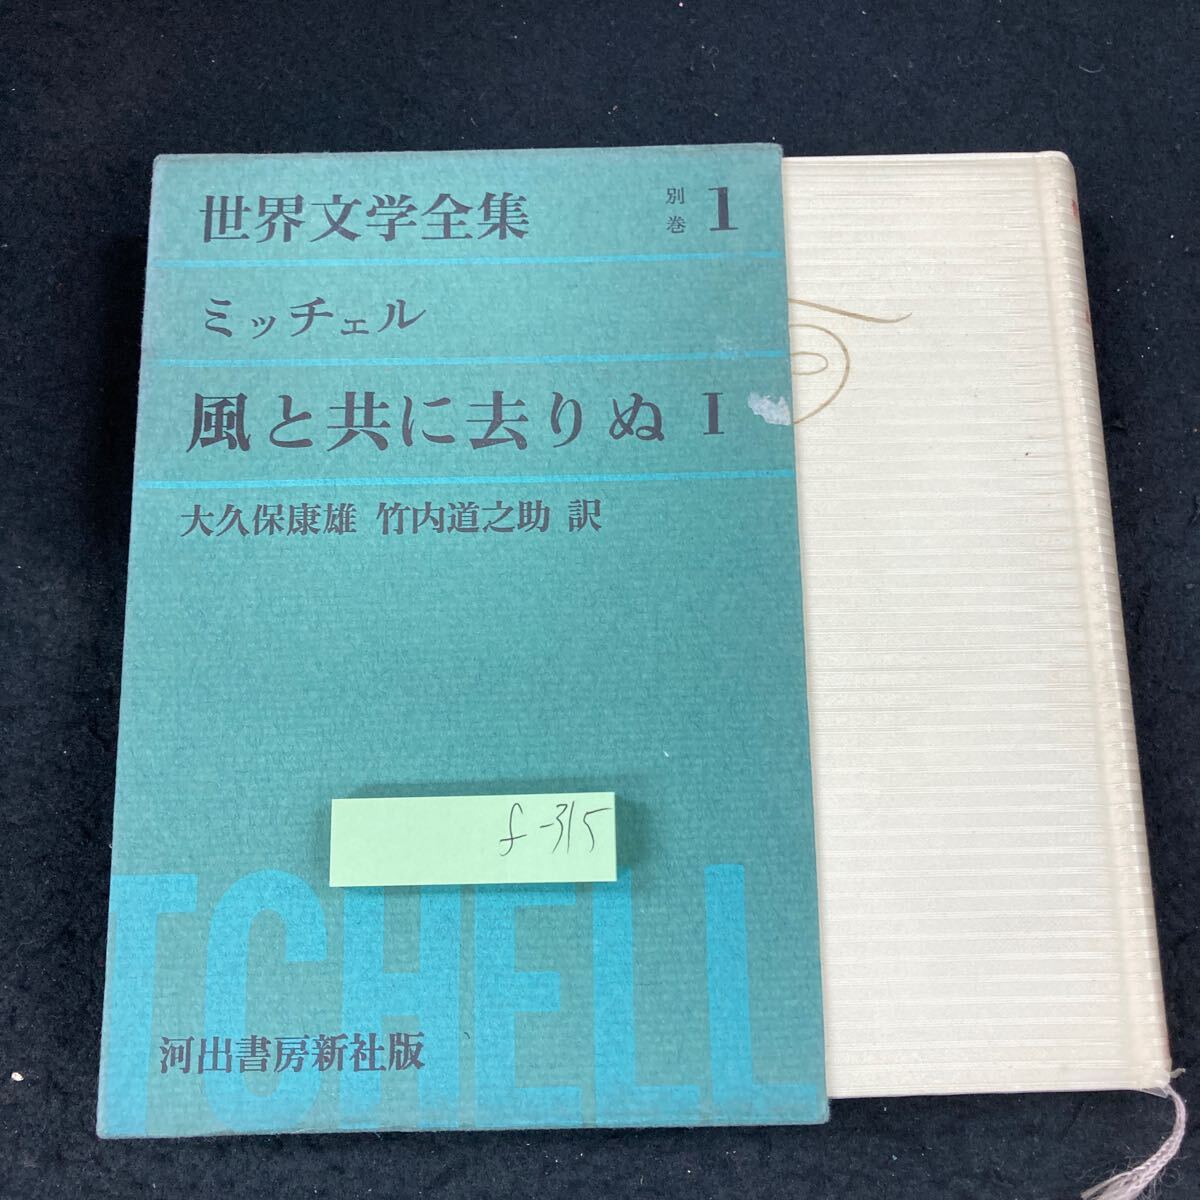 世界文学全集 別巻 1
ミッチェル
風と共に去りぬ I
大久保康雄 竹内道之助 訳
f-315
TCHELL
河出書房新社版